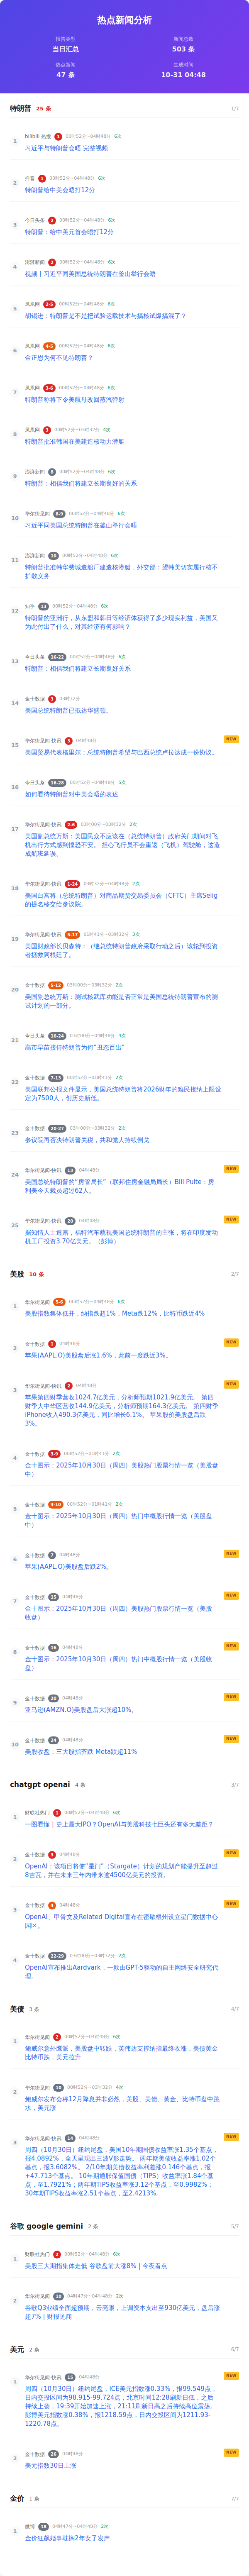 热点新闻分析
报告类型
新闻总数
当日汇总
503 条
热点新闻
生成时间
47 条
10-31 04:48
特朗普 25 条 1/7
1
bilibili 热搜 1 00时52分~04时48分 6次
习近平与特朗普会晤 完整视频
2
抖音 1 00时52分~04时48分 6次
特朗普给中美会晤打12分
3
今日头条 2 00时52分~04时48分 6次
特朗普：给中元首会晤打12分
4
澎湃新闻 2 00时52分~04时48分 6次
视频丨习近平同美国总统特朗普在釜山举行会晤
5
凤凰网 2-5 00时52分~04时48分 6次
胡锡进：特朗普是不是把试验运载技术与搞核试爆搞混了？
6
凤凰网 4-5 00时52分~04时48分 6次
金正恩为何不见特朗普？
7
凤凰网 3-4 00时52分~04时48分 6次
特朗普称将下令美航母改回蒸汽弹射
8
凤凰网 3 00时52分~03时32分 4次
特朗普批准韩国在美建造核动力潜艇
9
澎湃新闻 8 00时52分~04时48分 6次
特朗普：相信我们将建立长期良好的关系
10
华尔街见闻 8-9 00时52分~04时48分 6次
习近平同美国总统特朗普在釜山举行会晤
11
澎湃新闻 10 00时52分~04时48分 6次
特朗普批准韩华费城造船厂建造核潜艇，外交部：望韩美切实履行核不
扩散义务
12
知乎 13 00时52分~04时48分 6次
特朗普的亚洲行，从东盟和韩日等经济体获得了多少现实利益，美国又
为此付出了什么，对其经济有何影响？
13
今日头条 16-22 00时52分~04时48分 6次
特朗普：相信我们将建立长期良好关系
14
金十数据 3 03时32分
美国总统特朗普已抵达华盛顿。
15
华尔街见闻-快讯 3 04时48分
NEW
美国贸易代表格里尔：总统特朗普希望与巴西总统卢拉达成一份协议。
16
今日头条 16-28 00时52分~04时48分 5次
如何看待特朗普对中美会晤的表述
17
华尔街见闻-快讯 2-6 03时00分~03时32分 2次
美国副总统万斯：美国民众不应该在（总统特朗普）政府关门期间对飞
机出行方式感到惶恐不安。 担心飞行员不会重返（飞机）驾驶舱，这造
成航班延误。
18
华尔街见闻-快讯 1-24 03时32分~04时48分 2次
美国白宫将（总统特朗普）对商品期货交易委员会（CFTC）主席Selig
的提名移交给参议院。
19
华尔街见闻-快讯 5-17 01时41分~03时32分 3次
美国财政部长贝森特：（继总统特朗普政府采取行动之后）该轮到投资
者拯救阿根廷了。
20
金十数据 5-12 03时00分~03时32分 2次
美国副总统万斯：测试核武库功能是否正常是美国总统特朗普宣布的测
试计划的一部分。
21
今日头条 16-24 00时52分~04时48分 4次
高市早苗接待特朗普为何“丑态百出”
22
金十数据 7-13 00时52分~01时41分 2次
美国联邦公报文件显示，美国总统特朗普将2026财年的难民接纳上限设
定为7500人，创历史新低。
23
金十数据 20-27 03时00分~03时32分 2次
参议院再否决特朗普关税，共和党人持续倒戈
24
华尔街见闻-快讯 13 04时48分
NEW
美国总统特朗普的“房管局长”（联邦住房金融局局长）Bill Pulte：房
利美今天裁员超过62人。
25
华尔街见闻-快讯 29 04时48分
NEW
据知情人士透露，福特汽车藐视美国总统特朗普的主张，将在印度发动
机工厂投资3.70亿美元。（彭博）
美股 10 条 2/7
1
华尔街见闻 5-6 00时52分~04时48分 6次
美股指数集体低开，纳指跌超1%，Meta跌12%，比特币跌近4%
2
金十数据 1 04时48分
NEW
苹果(AAPL.O)美股盘后涨1.6%，此前一度跌近3%。
3
华尔街见闻-快讯 2 04时48分
NEW
苹果第四财季营收1024.7亿美元，分析师预期1021.9亿美元。 第四
财季大中华区营收144.9亿美元，分析师预期164.3亿美元。 第四财季
iPhone收入490.3亿美元，同比增长6.1%。 苹果股价美股盘后跌
3%。
4
金十数据 3-9 00时52分~01时41分 2次
金十图示：2025年10月30日（周四）美股热门股票行情一览（美股盘
中）
5
金十数据 4-10 00时52分~01时41分 2次
金十图示：2025年10月30日（周四）热门中概股行情一览（美股盘
中）
6
金十数据 7 04时48分
NEW
苹果(AAPL.O)美股盘后跌2%。
7
金十数据 15 04时48分
NEW
金十图示：2025年10月30日（周四）美股热门股票行情一览（美股
收盘）
8
金十数据 16 04时48分
NEW
金十图示：2025年10月30日（周四）热门中概股行情一览（美股收
盘）
9
金十数据 20 04时48分
NEW
亚马逊(AMZN.O)美股盘后大涨超10%。
10
金十数据 24 04时48分
NEW
美股收盘：三大股指齐跌 Meta跌超11%
chatgpt openai 4 条 3/7
1
财联社热门 1 00时52分~04时48分 6次
一图看懂 | 史上最大IPO？OpenAI与美股科技七巨头还有多大差距？
2
金十数据 3 04时48分
NEW
OpenAI：该项目将使“星门”（Stargate）计划的规划产能提升至超过
8吉瓦，并在未来三年内带来逾4500亿美元的投资。
3
金十数据 4 04时48分
NEW
OpenAI、甲骨文及Related Digital宣布在密歇根州设立星门数据中心
园区。
4
金十数据 22-29 03时00分~03时32分 2次
OpenAI宣布推出Aardvark，一款由GPT-5驱动的自主网络安全研究代
理。
美债 3 条 4/7
1
华尔街见闻 2 00时52分~04时48分 6次
鲍威尔意外鹰派，美股盘中转跌，英伟达支撑纳指最终收涨，美债黄金
比特币跌，美元拉升
2
华尔街见闻 18 00时52分~03时32分 4次
鲍威尔发布会称12月降息并非必然，美股、美债、黄金、比特币盘中跳
水，美元涨
3
华尔街见闻-快讯 14 04时48分
NEW
周四（10月30日）纽约尾盘，美国10年期国债收益率涨1.35个基点，
报4.0892%，全天呈现出三波V形走势。 两年期美债收益率涨1.02个
基点，报3.6082%。 2/10年期美债收益率利差涨0.146个基点，报
+47.713个基点。 10年期通胀保值国债（TIPS）收益率涨1.84个基
点，至1.7921%；两年期TIPS收益率涨3.12个基点，至0.9982%；
30年期TIPS收益率涨2.51个基点，至2.4213%。
谷歌 google gemini 2 条 5/7
1
财联社热门 2 00时52分~04时48分 6次
美股三大期指集体走低 谷歌盘前大涨8% | 今夜看点
2
华尔街见闻 10 04时47分~04时48分 2次
谷歌Q3业绩全面超预期，云亮眼，上调资本支出至930亿美元，盘后涨
超7% | 财报见闻
美元 2 条 6/7
1
华尔街见闻-快讯 15 04时48分
NEW
周四（10月30日）纽约尾盘，ICE美元指数涨0.33%，报99.549点，
日内交投区间为98.915-99.724点，北京时间12:28刷新日低，之后
持续上扬，19:39开始加速上涨，21:11刷新日高之后持续高位震荡。
彭博美元指数涨0.38%，报1218.59点，日内交投区间为1211.93-
1220.78点。
2
金十数据 26 04时48分
NEW
美元指数30日上涨
金价 1 条 7/7
1
微博 18 04时47分~04时48分 2次
金价狂飙婚事耽搁2年女子发声